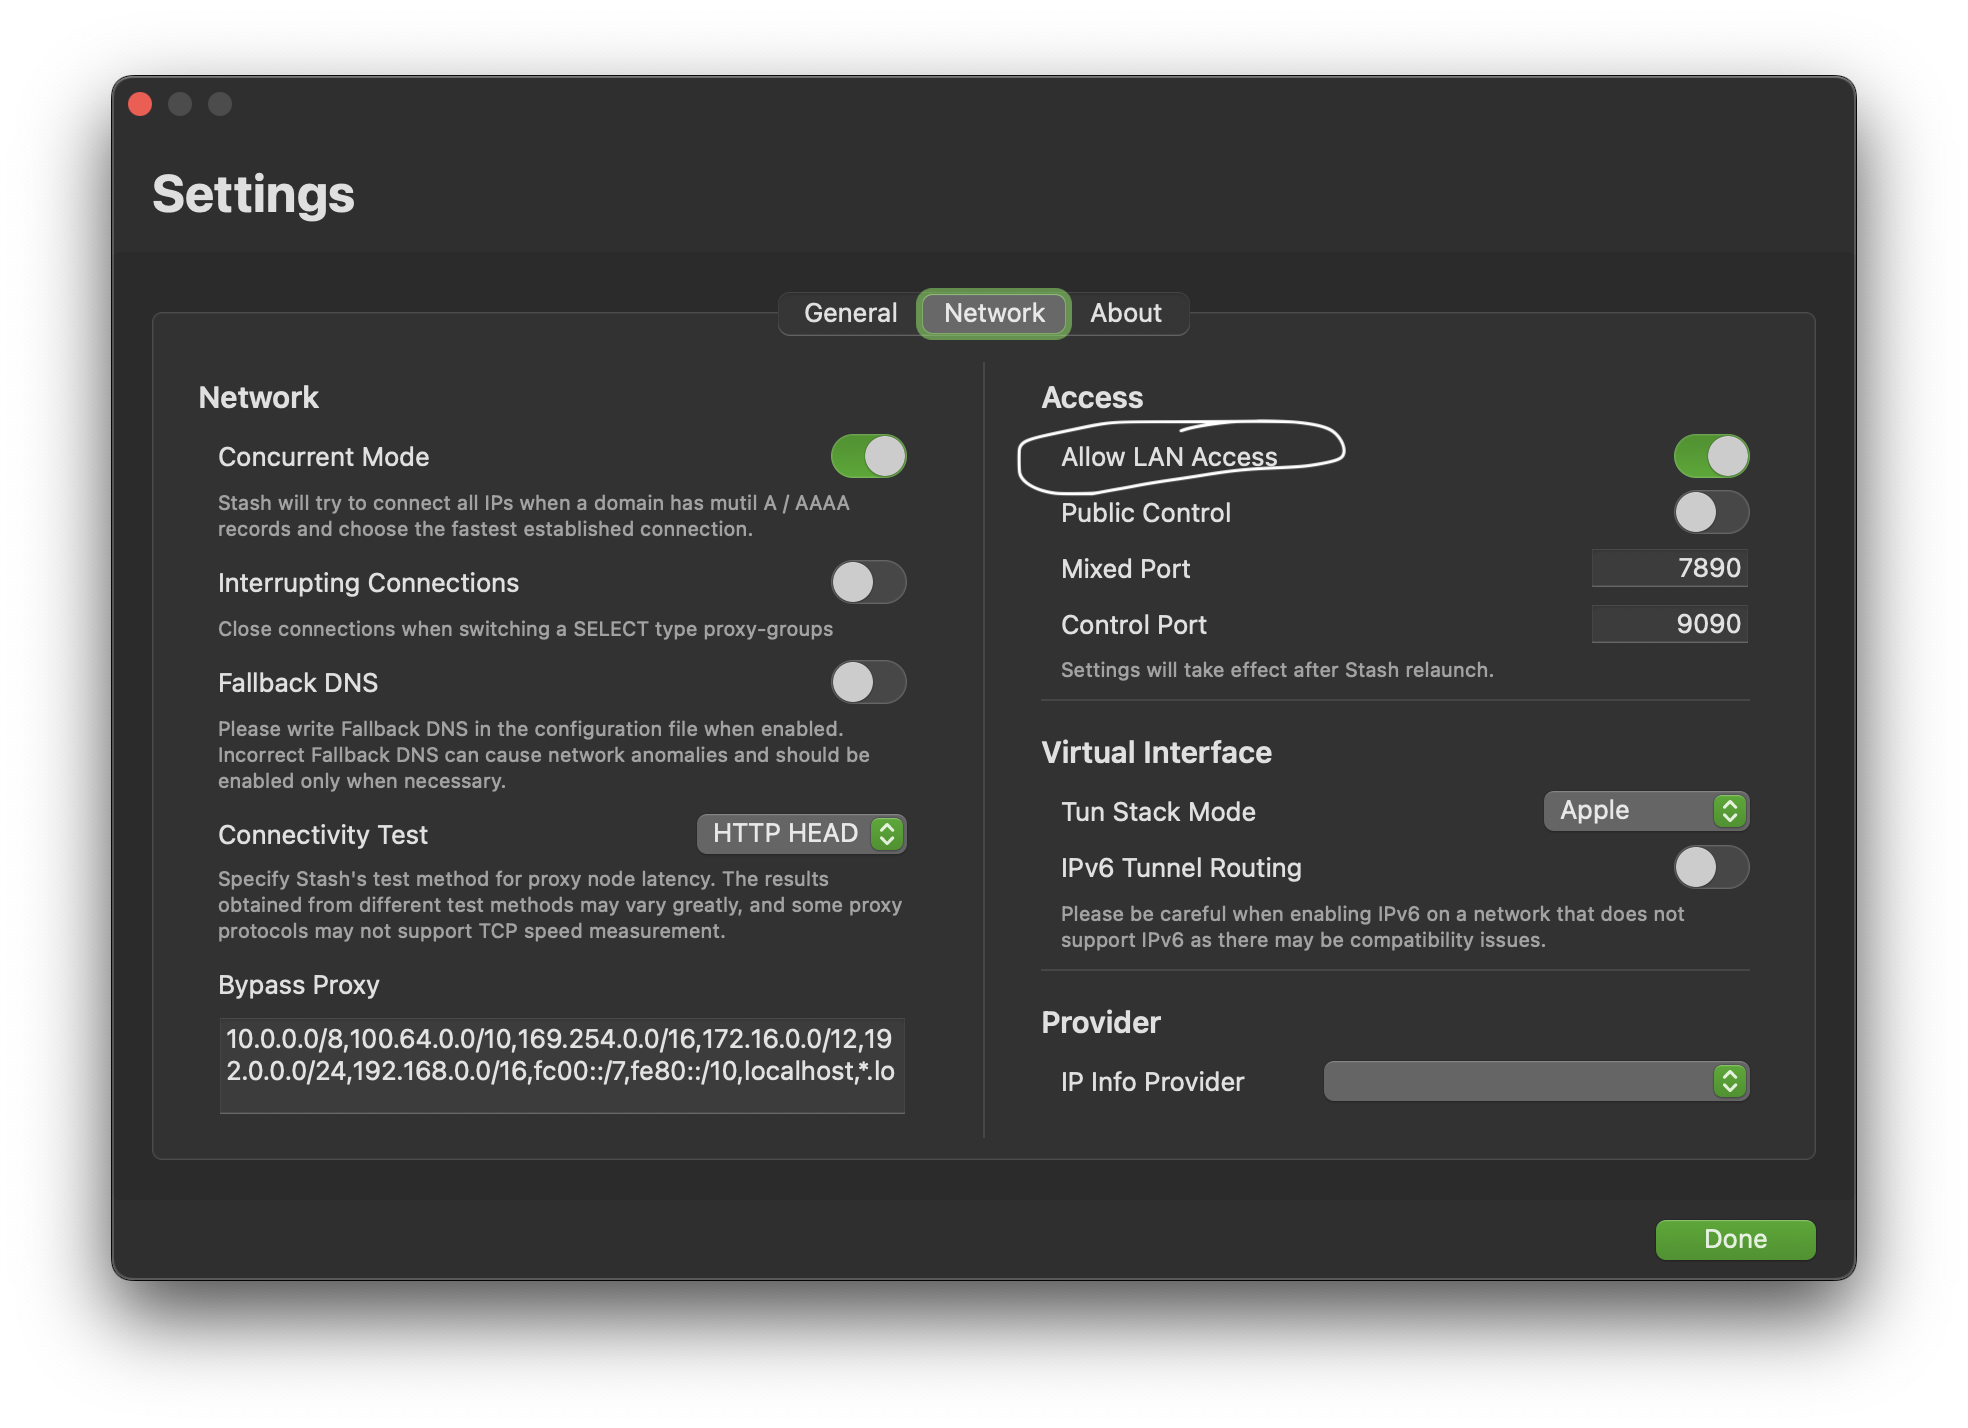 Settings
General
Network
About
Network
Concurrent Mode
Stash will try to connect all IPs when a domain has mutil A / AAAA
records and choose the fastest established connection.
Interrupting Connections
Close connections when switching a SELECT type proxy-groups
Fallback DNS
Please write Fallback DNS in the configuration file when enabled.
Incorrect Fallback DNS can cause network anomalies and should be
enabled only when necessary.
Connectivity Test
HTTP HEAD
Specify Stash's test method for proxy node latency. The results
obtained from different test methods may vary greatly, and some proxy
protocols may not support TCP speed measurement.
Bypass Proxy
10.0.0.0/8,100.64.0.0/10,169.254.0.0/16,172.16.0.0/12,19
2.0.0.0/24,192.168.0.0/16,fc00::/7,fe80::/10,localhost,*.lo
Access
Allow LAN Access
Public Control
Mixed Port
7890
Control Port
9090
Settings will take effect after Stash relaunch.
Virtual Interface
Tun Stack Mode
Apple
IPv6 Tunnel Routing
Please be careful when enabling IPv6 on a network that does not
support IPv6 as there may be compatibility issues.
Provider
IP Info Provider
Done